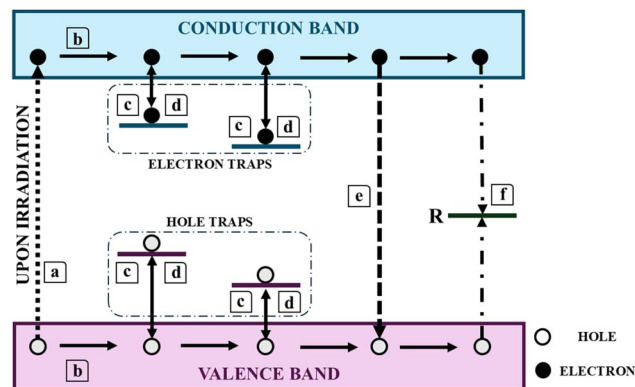 CONDUCTION BAND
b
c
d
c
d
ELECTRON TRAPS
UPON IRRADIATION
HOLE TRAPS
e
f
R
a
c
d
c
d
b
VALENCE BAND
HOLE
ELECTRON